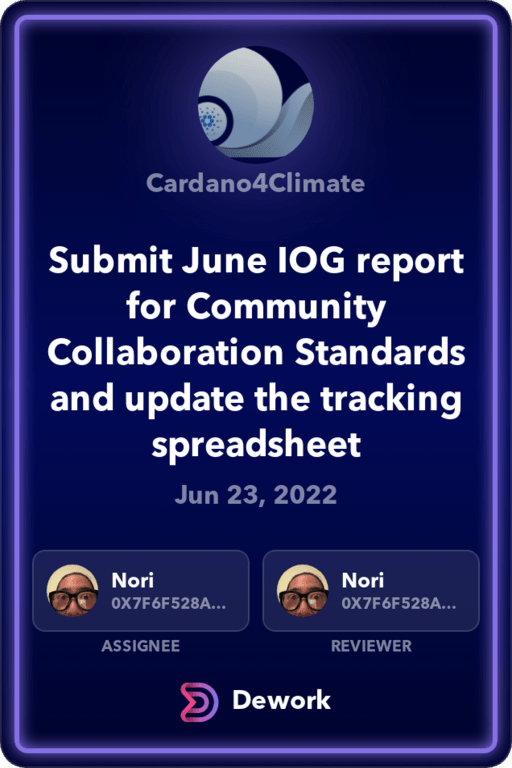 Cardano4Climate
Submit June IOG report
for Community
Collaboration Standards
and update the tracking
spreadsheet
Jun 23, 2022
Nori
0X7F6F528A...
ASSIGNEE
Nori
0X7F6F528A...
REVIEWER
Dework